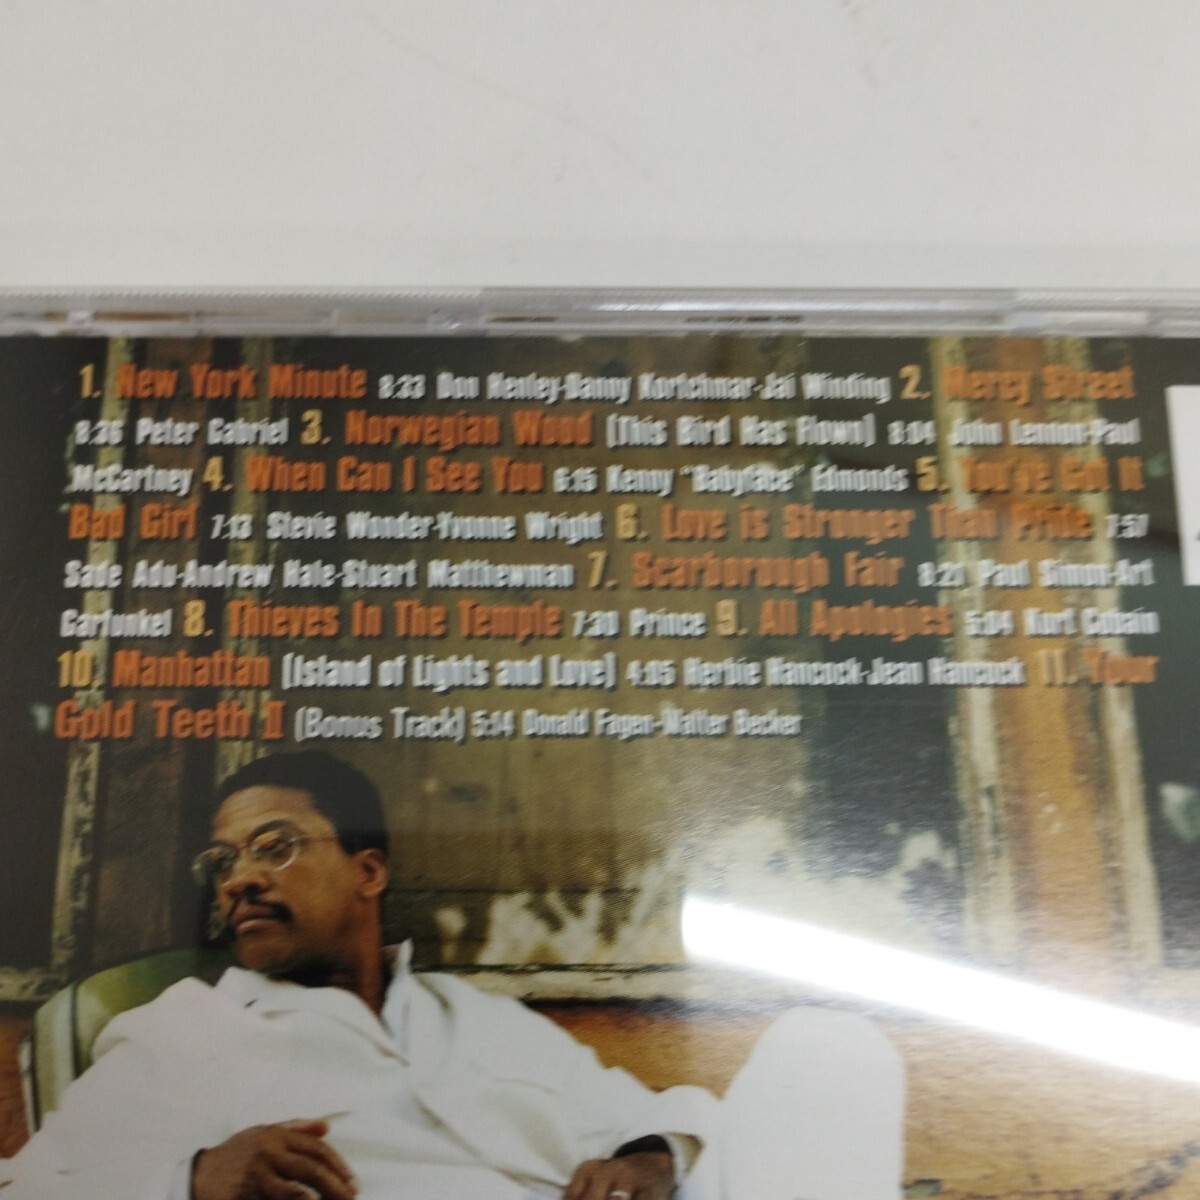 1. New York Minute 8:33 Don Henley-Danny Kortchmar-Jai Winding 2. Mercy Street
8:36 Peter Gabriel 3. Norwegian Wood (This Bird Has Flown) 8:04 John Lennon-Paul
McCartney 4. When Can I See You 6:15 Kenny "Babyface" Edmonds 5. You've Got It
Bad Girl 7:13 Stevie Wonder-Yvonne Wright 6. Love is Stronger Than Pride 7:57
Sade Adu-Andrew Hale-Stuart Matthewman 7. Scarborough Fair 8:21 Paul Simon-Art
Garfunkel 8. Thieves In The Temple 7:30 Prince 9. All Apologies 5:04 Kurt Cobain
10. Manhattan (Island of Lights and Love) 4:05 Herbie Hancock-Jean Hancock 11. Your
Gold Teeth II (Bonus Track) 5:14 Donald Fagen-Walter Becker